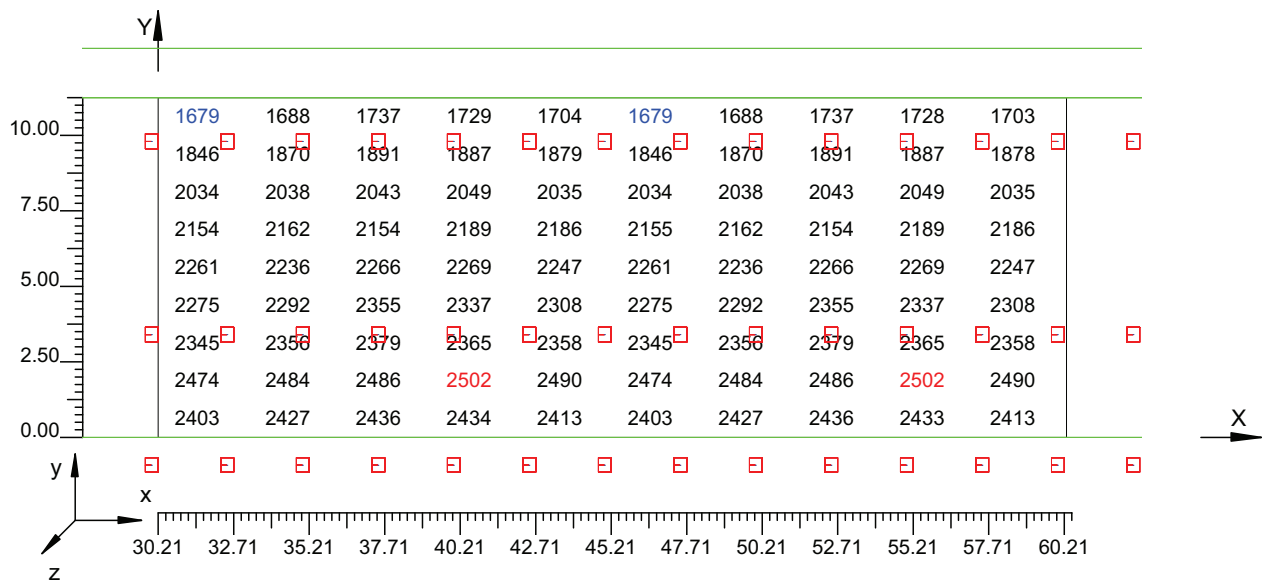 Y
1679 1688 1737 1729 1704 1679 1688 1737 1728 1703
10.00
1846 1870 1891 1887 1879 1846 1870 1891 1887 1878
2034 2038 2043 2049 2035 2034 2038 2043 2049 2035
7.50
2154 2162 2154 2189 2186 2155 2162 2154 2189 2186
2261 2236 2266 2269 2247 2261 2236 2266 2269 2247
5.00
2275 2292 2355 2337 2308 2275 2292 2355 2337 2308
2345 2356 2379 2365 2358 2345 2356 2379 2365 2358
2.50
2474 2484 2486 2502 2490 2474 2484 2486 2502 2490
2403 2427 2436 2434 2413 2403 2427 2436 2433 2413
0.00
X
y
x
30.21 32.71 35.21 37.71 40.21 42.71 45.21 47.71 50.21 52.71 55.21 57.71 60.21
z